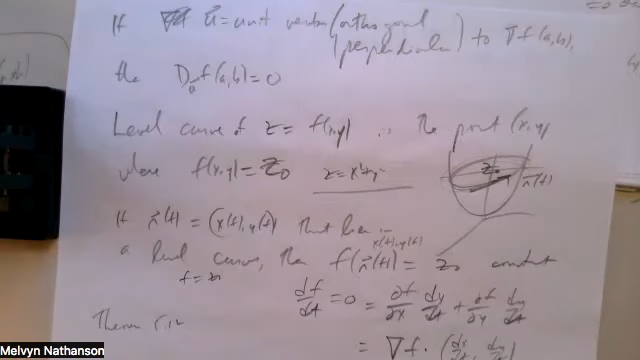 If u⃗ = unit vector (orthogonal
(perpendicular) to ∇f(a,b),
the D_u⃗ f(a,b) = 0
Level curve of z = f(x,y) is the point (x,y)
where f(x,y) = z₀
z = x²+y²
z₀
r⃗(t)
If r⃗(t) = (x(t), y(t)) that lies in
x(t), y(t)
a level curve, then f(r⃗(t)) = z₀ constant
f = z₀
df/dt = 0 = ∂f/∂x dx/dt + ∂f/∂y dy/dt
= ∇f · (dx/dt, dy/dt)
Melvyn Nathanson